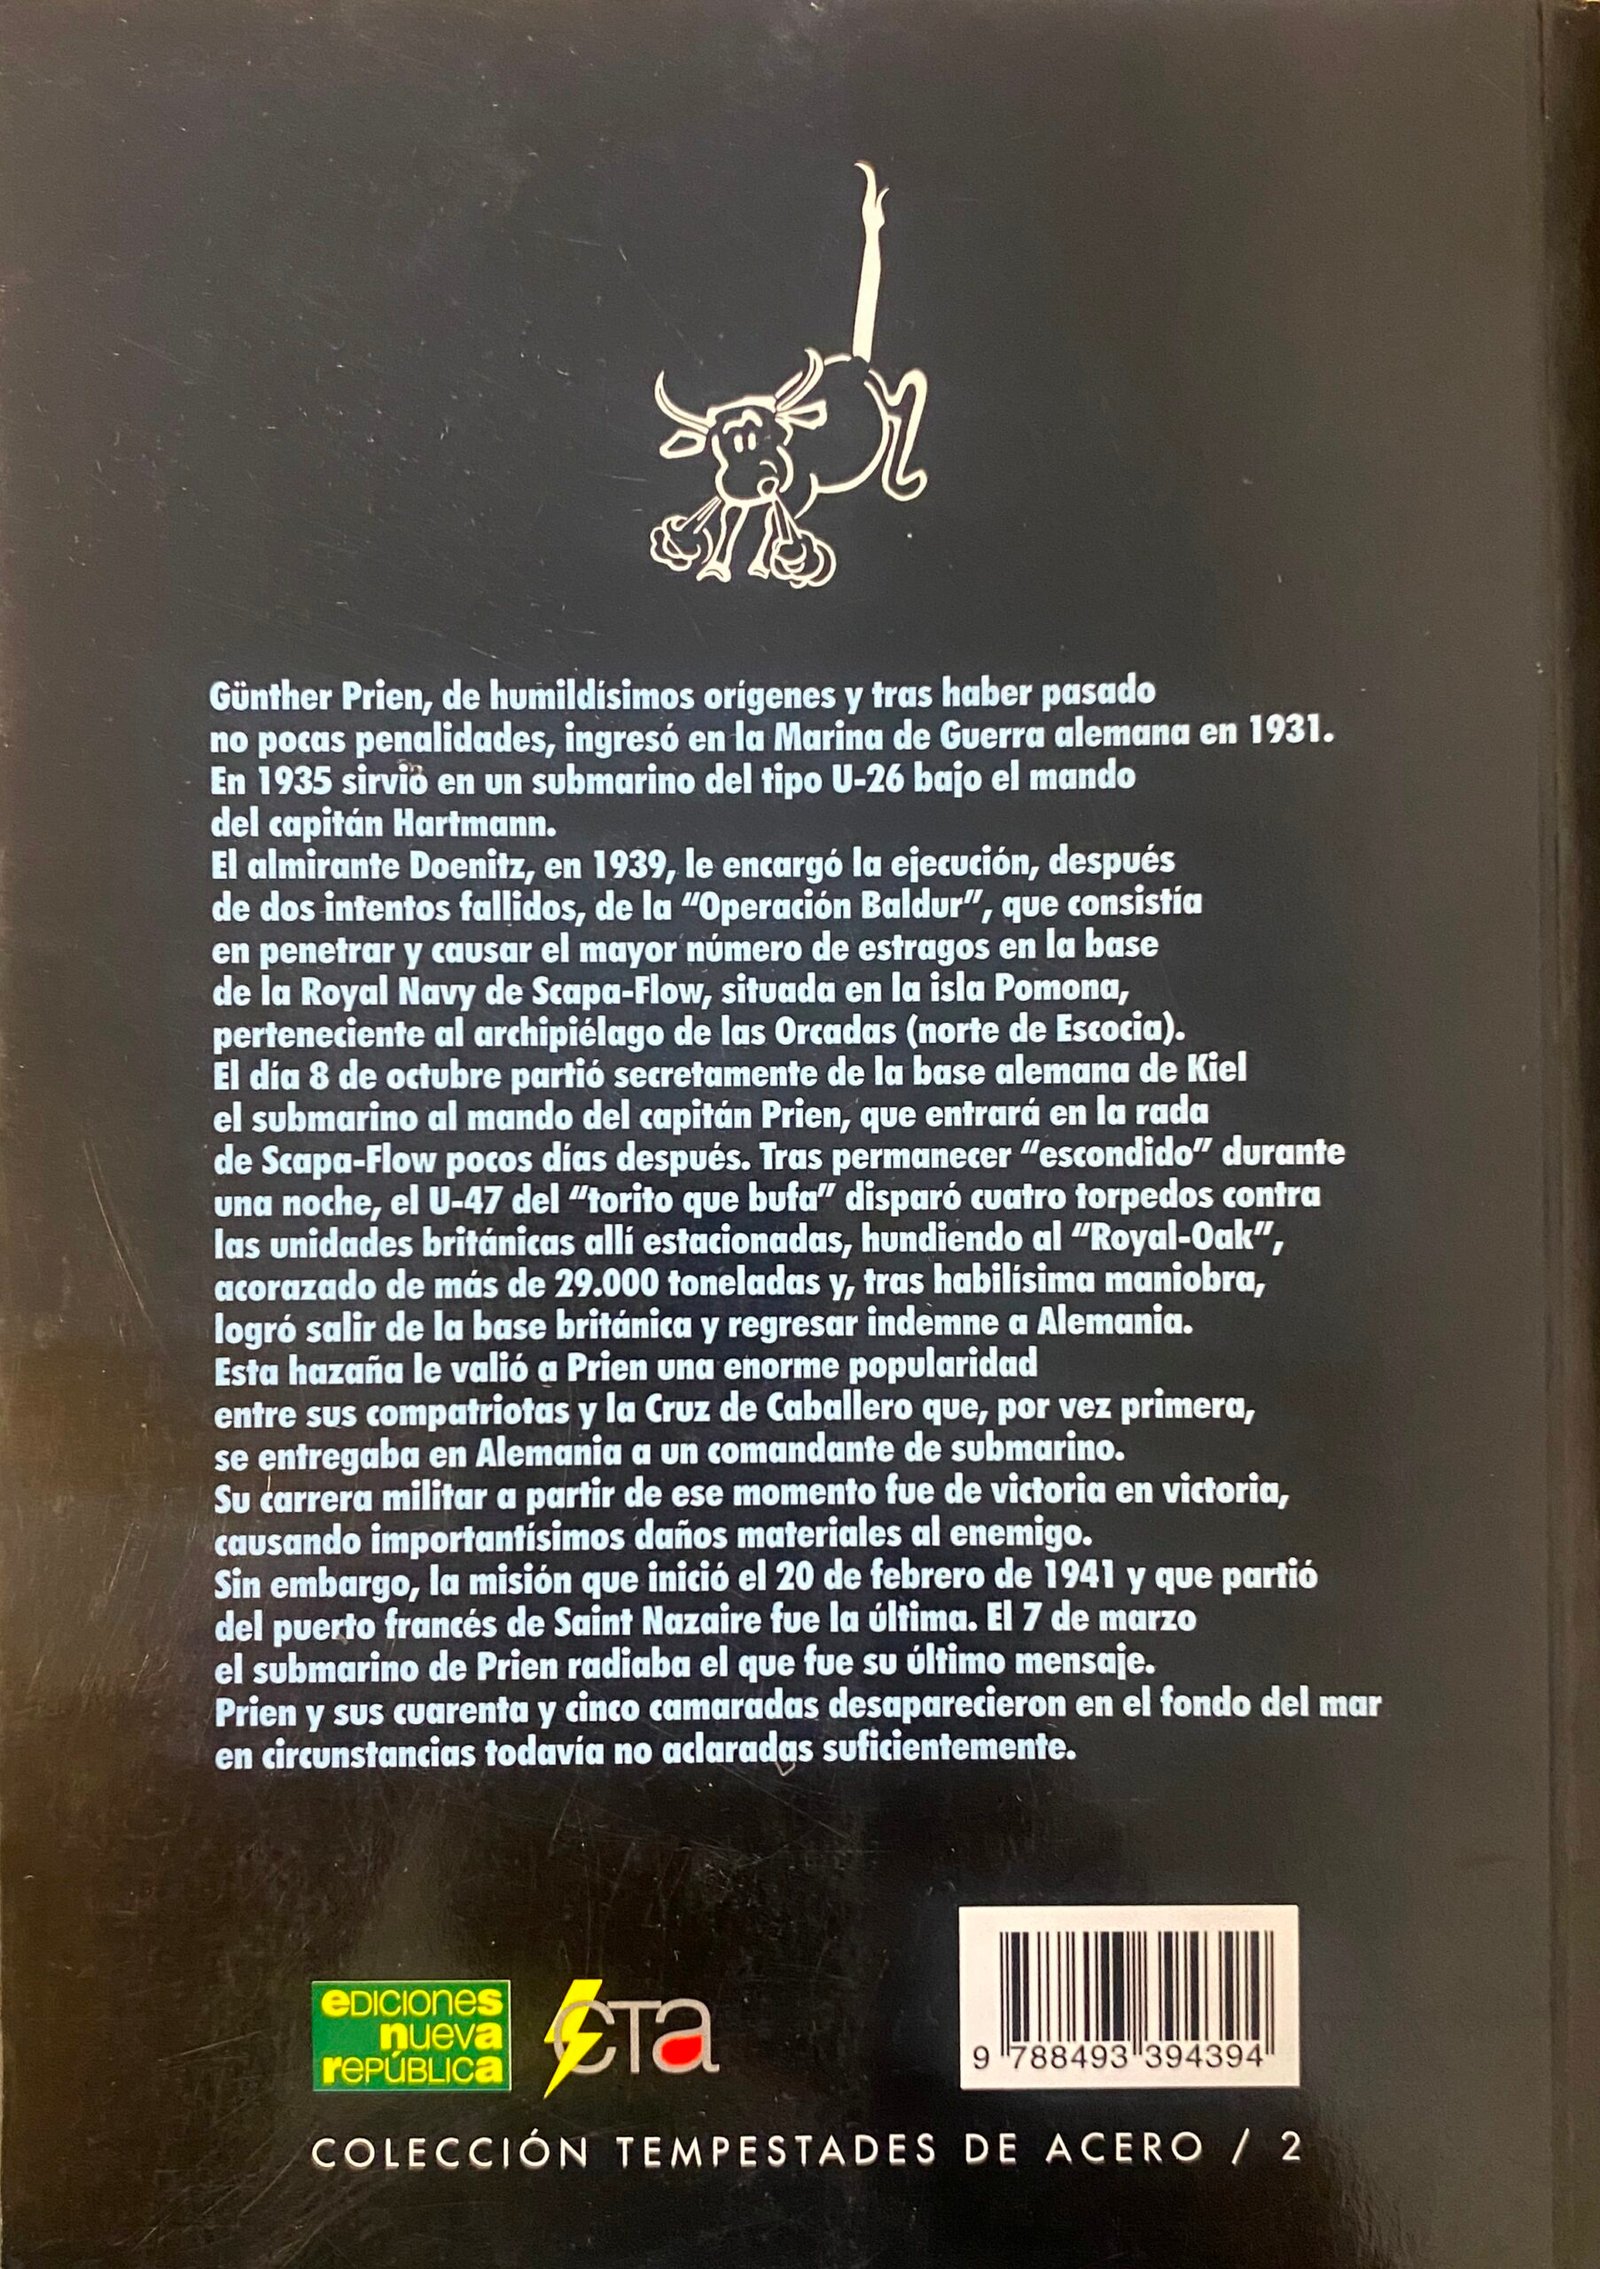 Günther Prien, de humildísimos orígenes y tras haber pasado
no pocas penalidades, ingresó en la Marina de Guerra alemana en 1931.
En 1935 sirvió en un submarino del tipo U-26 bajo el mando
del capitán Hartmann.
El almirante Doenitz, en 1939, le encargó la ejecución, después
de dos intentos fallidos, de la “Operación Baldur”, que consistía
en penetrar y causar el mayor número de estragos en la base
de la Royal Navy de Scapa-Flow, situada en la isla Pomona,
perteneciente al archipiélago de las Orcadas (norte de Escocia).
El día 8 de octubre partió secretamente de la base alemana de Kiel
el submarino al mando del capitán Prien, que entrará en la rada
de Scapa-Flow pocos días después. Tras permanecer “escondido” durante
una noche, el U-47 del “torito que bufa” disparó cuatro torpedos contra
las unidades británicas allí estacionadas, hundiendo al “Royal-Oak”,
acorazado de más de 29.000 toneladas y, tras habilísima maniobra,
logró salir de la base británica y regresar indemne a Alemania.
Esta hazaña le valió a Prien una enorme popularidad
entre sus compatriotas y la Cruz de Caballero que, por vez primera,
se entregaba en Alemania a un comandante de submarino.
Su carrera militar a partir de ese momento fue de victoria en victoria,
causando importantísimos daños materiales al enemigo.
Sin embargo, la misión que inició el 20 de febrero de 1941 y que partió
del puerto francés de Saint Nazaire fue la última. El 7 de marzo
el submarino de Prien radiaba el que fue su último mensaje.
Prien y sus cuarenta y cinco camaradas desaparecieron en el fondo del mar
en circunstancias todavía no aclaradas suficientemente.
eDICIONeS
nUeVa
rePÚBLICa
CTa
9 788493 394394
COLECCIÓN TEMPESTADES DE ACERO / 2